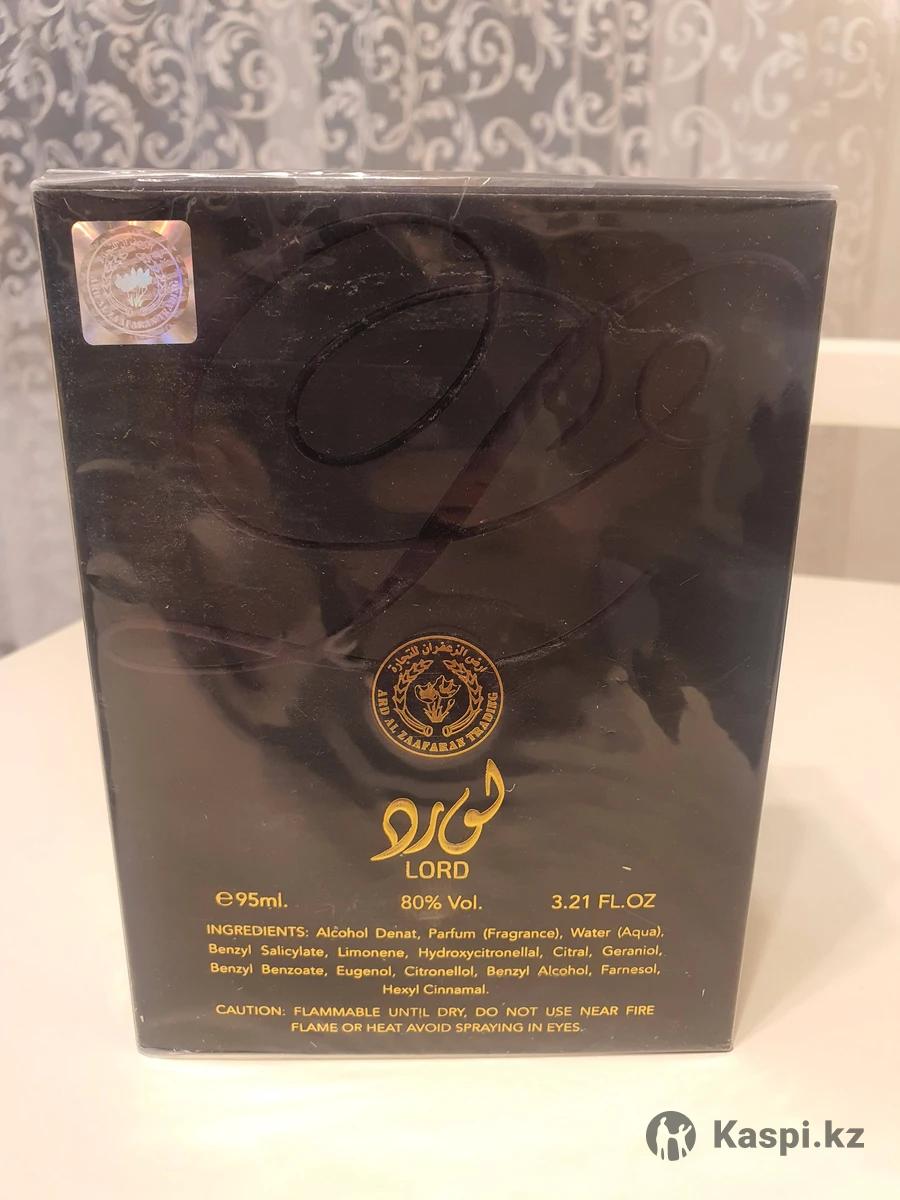 ارض الزعفران للتجارة
ARD AL ZAAFARAN TRADING
لورد
LORD
℮95ml. 80% Vol. 3.21 FL.OZ
INGREDIENTS: Alcohol Denat, Parfum (Fragrance), Water (Aqua),
Benzyl Salicylate, Limonene, Hydroxycitronellal, Citral, Geraniol,
Benzyl Benzoate, Eugenol, Citronellol, Benzyl Alcohol, Farnesol,
Hexyl Cinnamal.
CAUTION: FLAMMABLE UNTIL DRY, DO NOT USE NEAR FIRE
FLAME OR HEAT AVOID SPRAYING IN EYES.
Kaspi.kz